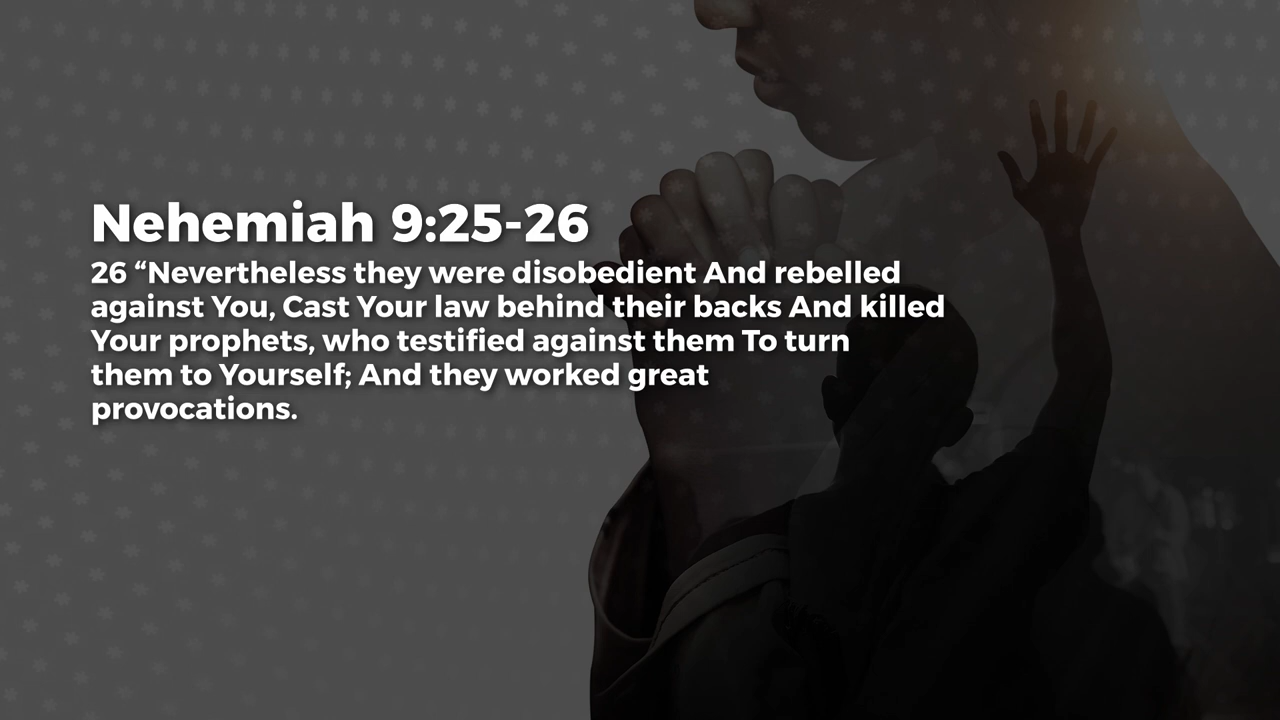 Nehemiah 9:25-26
26 “Nevertheless they were disobedient And rebelled
against You, Cast Your law behind their backs And killed
Your prophets, who testified against them To turn
them to Yourself; And they worked great
provocations.